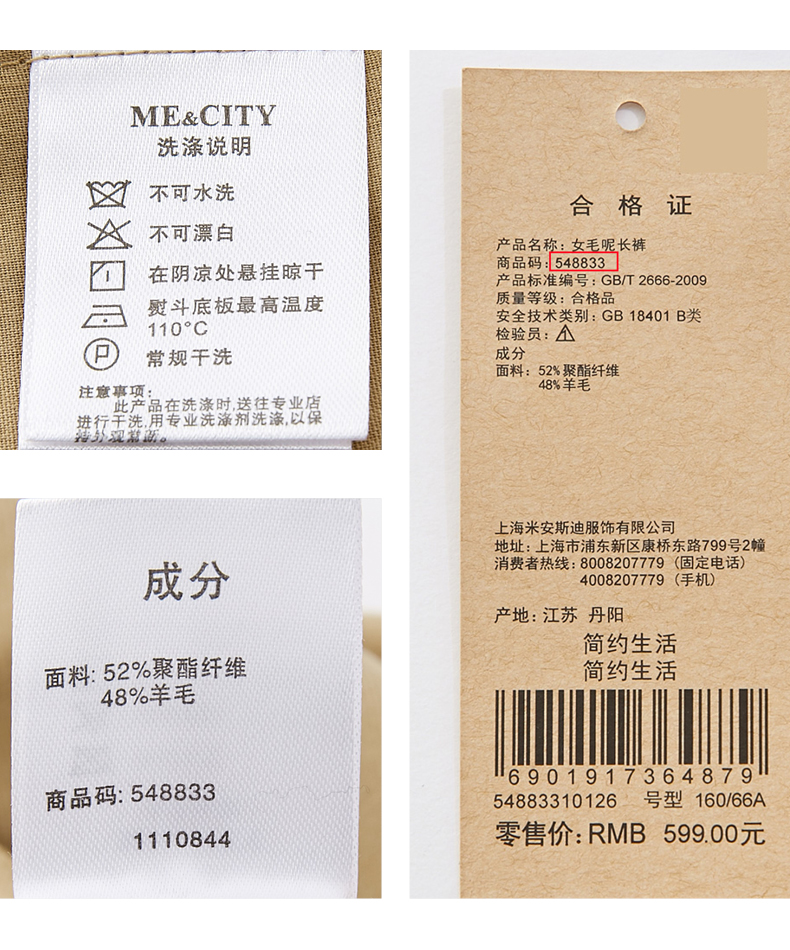 ME&CITY
洗涤说明
不可水洗
不可漂白
在阴凉处悬挂晾干
熨斗底板最高温度
110°C
P
常规干洗
注意事项:
此产品在洗涤时,送往专业店
进行干洗,用专业洗涤剂洗涤,以保
持外观常新。
成分
面料: 52%聚酯纤维
48%羊毛
商品码: 548833
1110844
合格证
产品名称: 女毛呢长裤
商品码: 548833
产品标准编号: GB/T 2666-2009
质量等级: 合格品
安全技术类别: GB 18401 B类
检验员:
成分
面料: 52%聚酯纤维
48%羊毛
上海米安斯迪服饰有限公司
地址: 上海市浦东新区康桥东路799号2幢
消费者热线: 8008207779 (固定电话)
4008207779 (手机)
产地: 江苏 丹阳
简约生活
简约生活
6901917364879
54883310126 号型 160/66A
零售价: RMB 599.00元